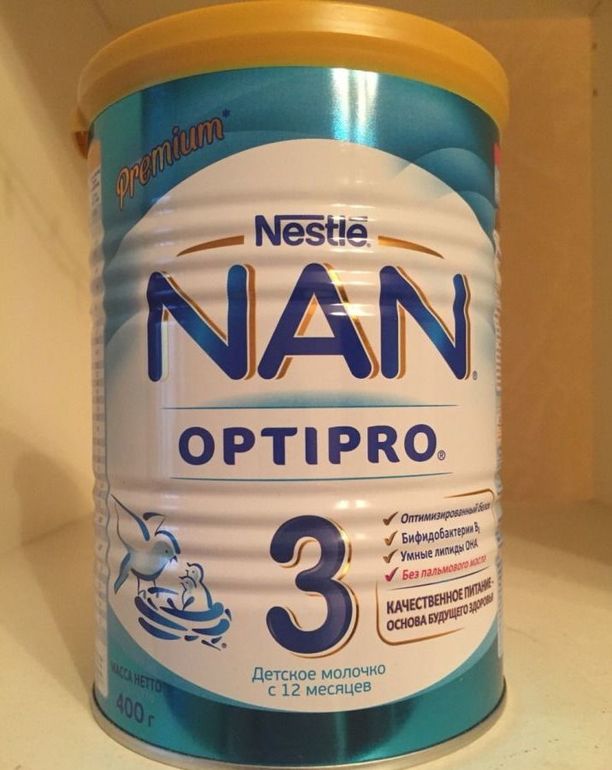 Premium*
Nestlé
NAN
OPTIPRO
3
Оптимизированный белок
Бифидобактерии BL
Умные липиды DHA
Без пальмового масла
КАЧЕСТВЕННОЕ ПИТАНИЕ-
ОСНОВА БУДУЩЕГО ЗДОРОВЬЯ
Детское молочко
с 12 месяцев
МАССА НЕТТО
400 г